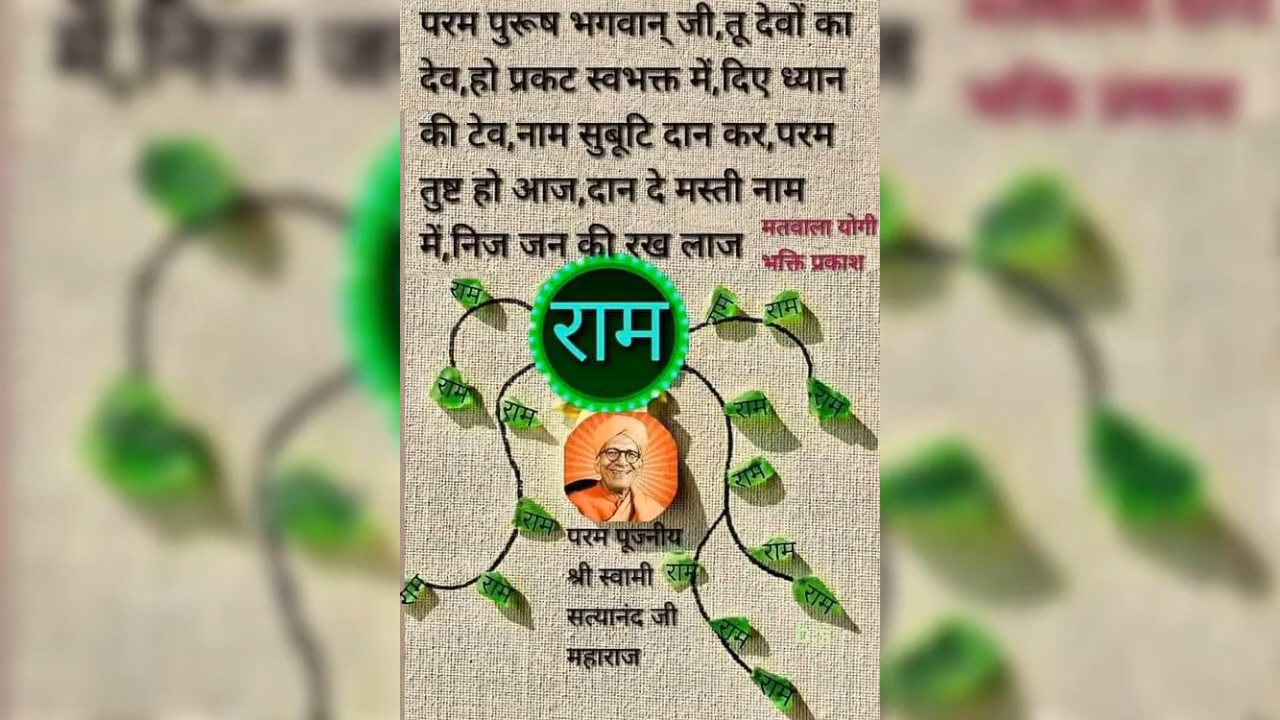 परम पुरूष भगवान् जी,तू देवों का
देव,हो प्रकट स्वभक्त में,दिए ध्यान
की टेव,नाम सुबूटि दान कर,परम
तुष्ट हो आज,दान दे मस्ती नाम
में,निज जन की रख लाज
मतवाला योगी
भक्ति प्रकाश
राम
राम
राम
राम
राम
राम
राम
राम
राम
राम
राम
परम पूज्नीय
श्री स्वामी
सत्यानंद जी
महाराज
राम
राम
राम
राम
राम
राम
राम